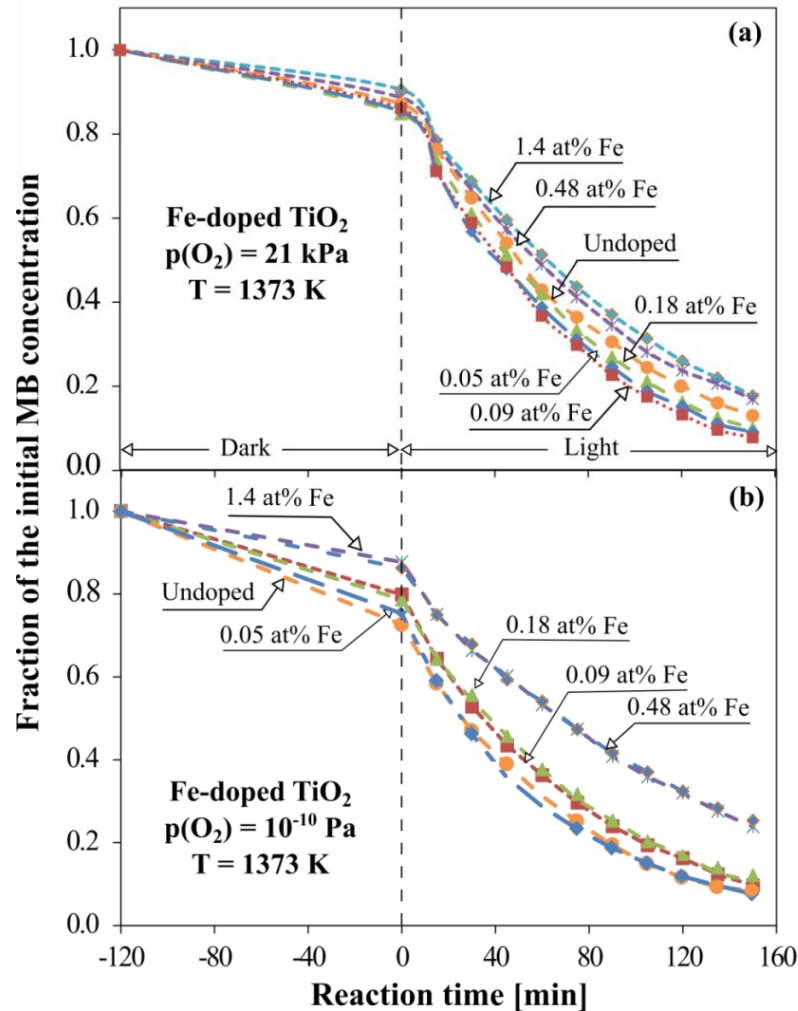 Fraction of the initial MB concentration
(a)
1.0
0.8
0.6
0.4
0.2
0.0
Fe-doped TiO₂
p(O₂) = 21 kPa
T = 1373 K
1.4 at% Fe
0.48 at% Fe
Undoped
0.18 at% Fe
0.05 at% Fe
0.09 at% Fe
Dark
Light
(b)
1.0
0.8
0.6
0.4
0.2
0.0
1.4 at% Fe
Undoped
0.05 at% Fe
0.18 at% Fe
0.09 at% Fe
0.48 at% Fe
Fe-doped TiO₂
p(O₂) = 10⁻¹⁰ Pa
T = 1373 K
-120 -80 -40 0 40 80 120 160
Reaction time [min]